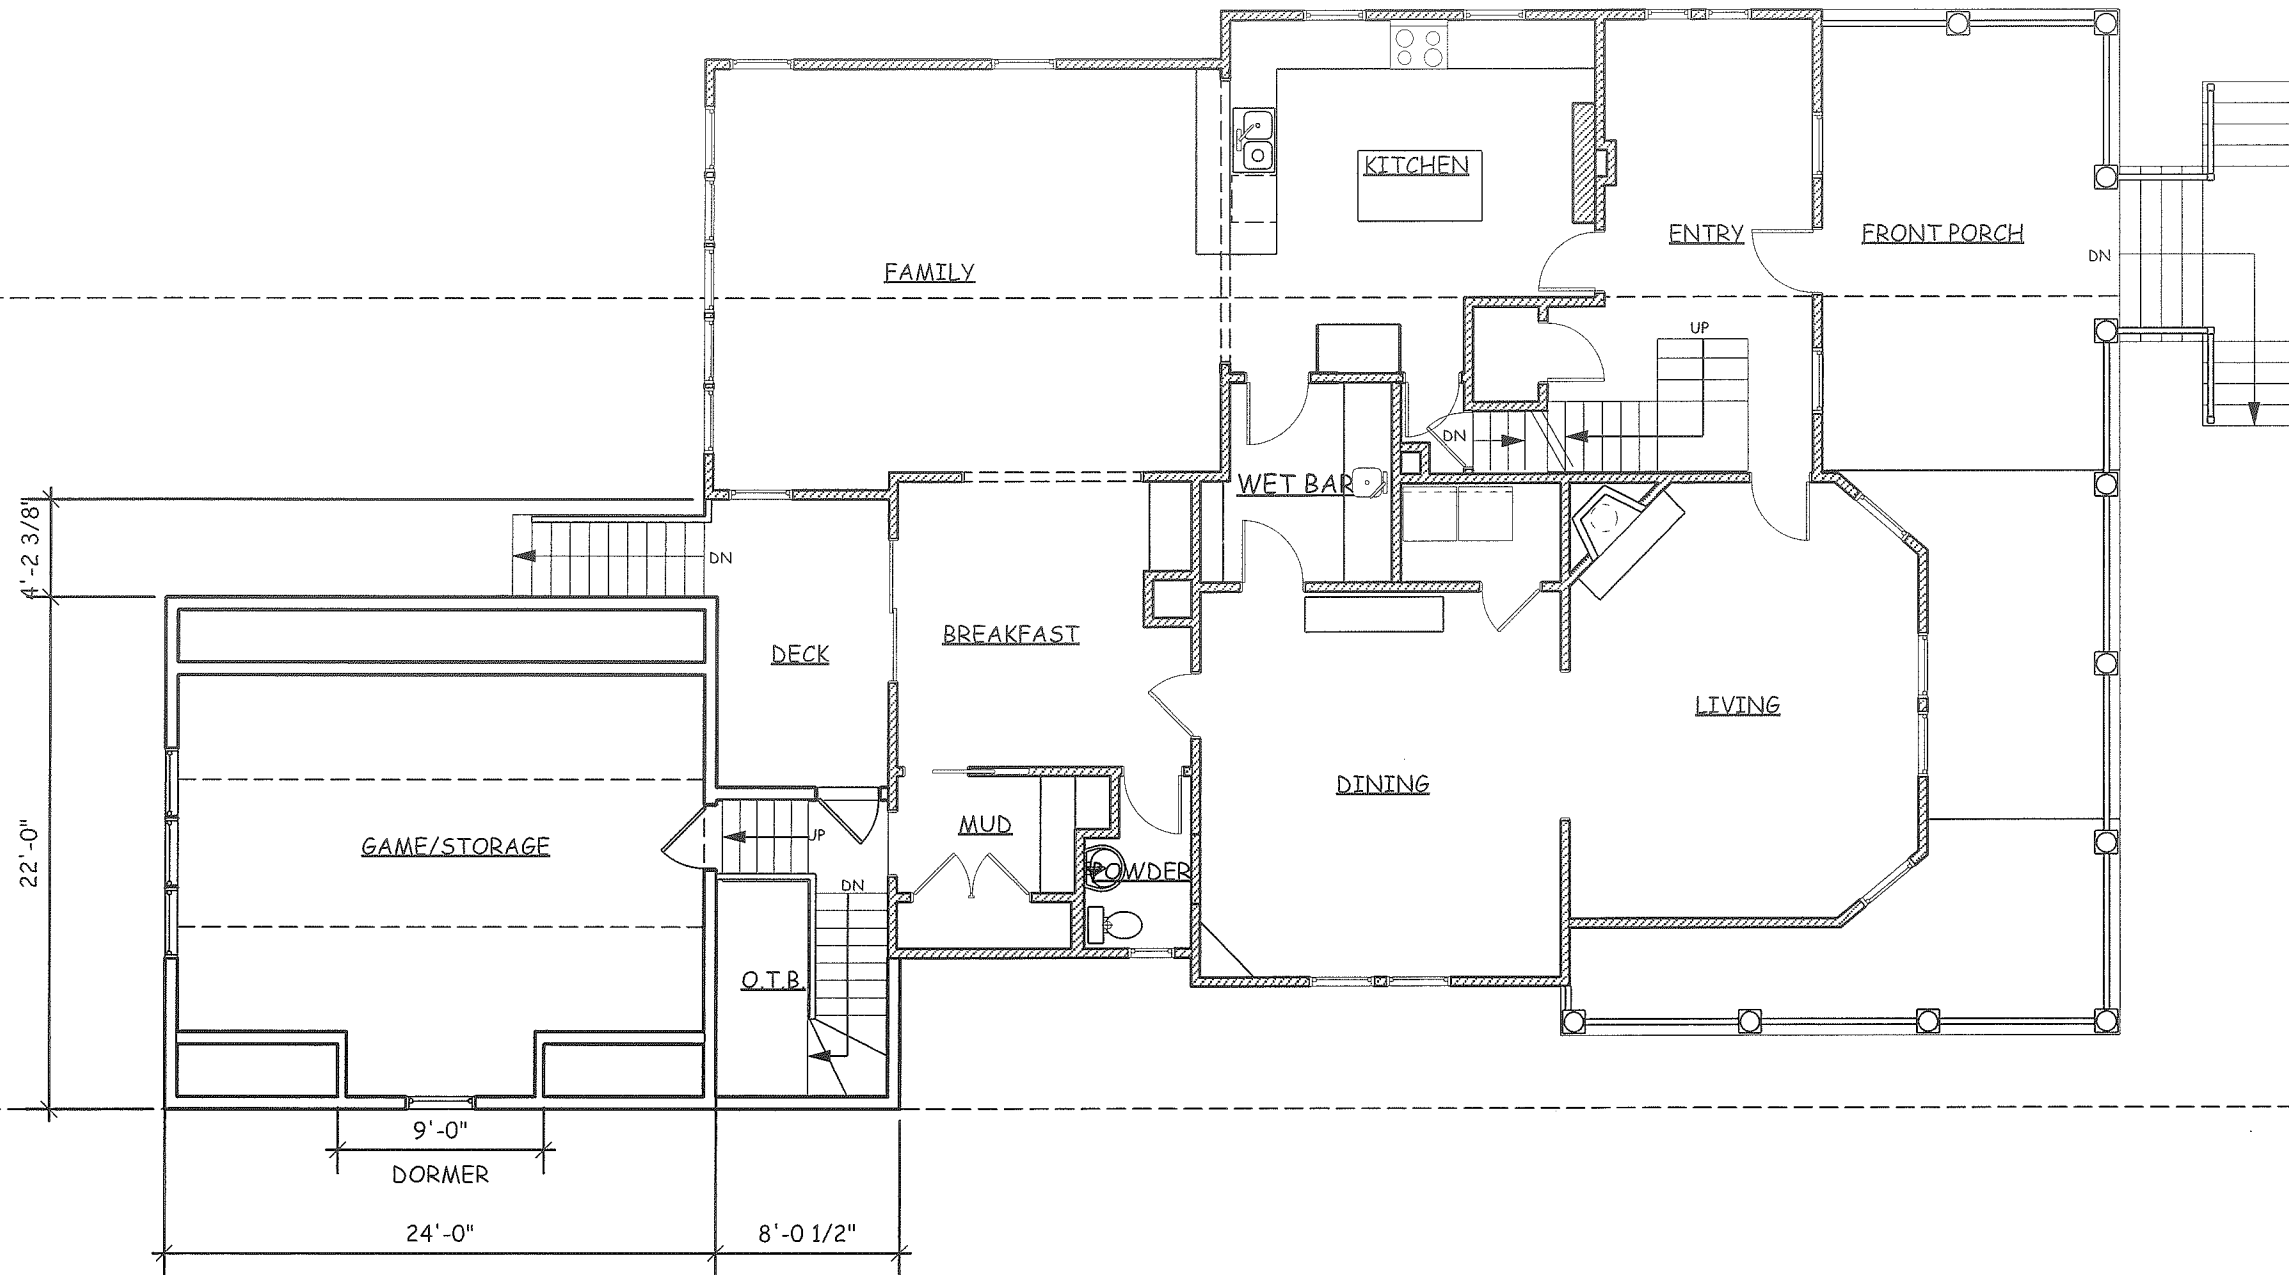 KITCHEN
ENTRY
FRONT PORCH
DN
FAMILY
UP
DN
WET BAR
4'-2 3/8"
DN
BREAKFAST
DECK
LIVING
DINING
MUD
UP
GAME/STORAGE
22'-0"
POWDER
DN
O.T.B.
9'-0"
DORMER
24'-0"
8'-0 1/2"